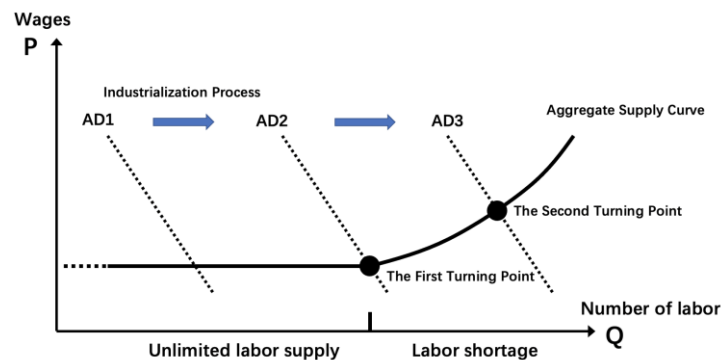 Wages
P
Industrialization Process
AD1
AD2
AD3
Aggregate Supply Curve
The Second Turning Point
The First Turning Point
Number of labor
Q
Unlimited labor supply
Labor shortage